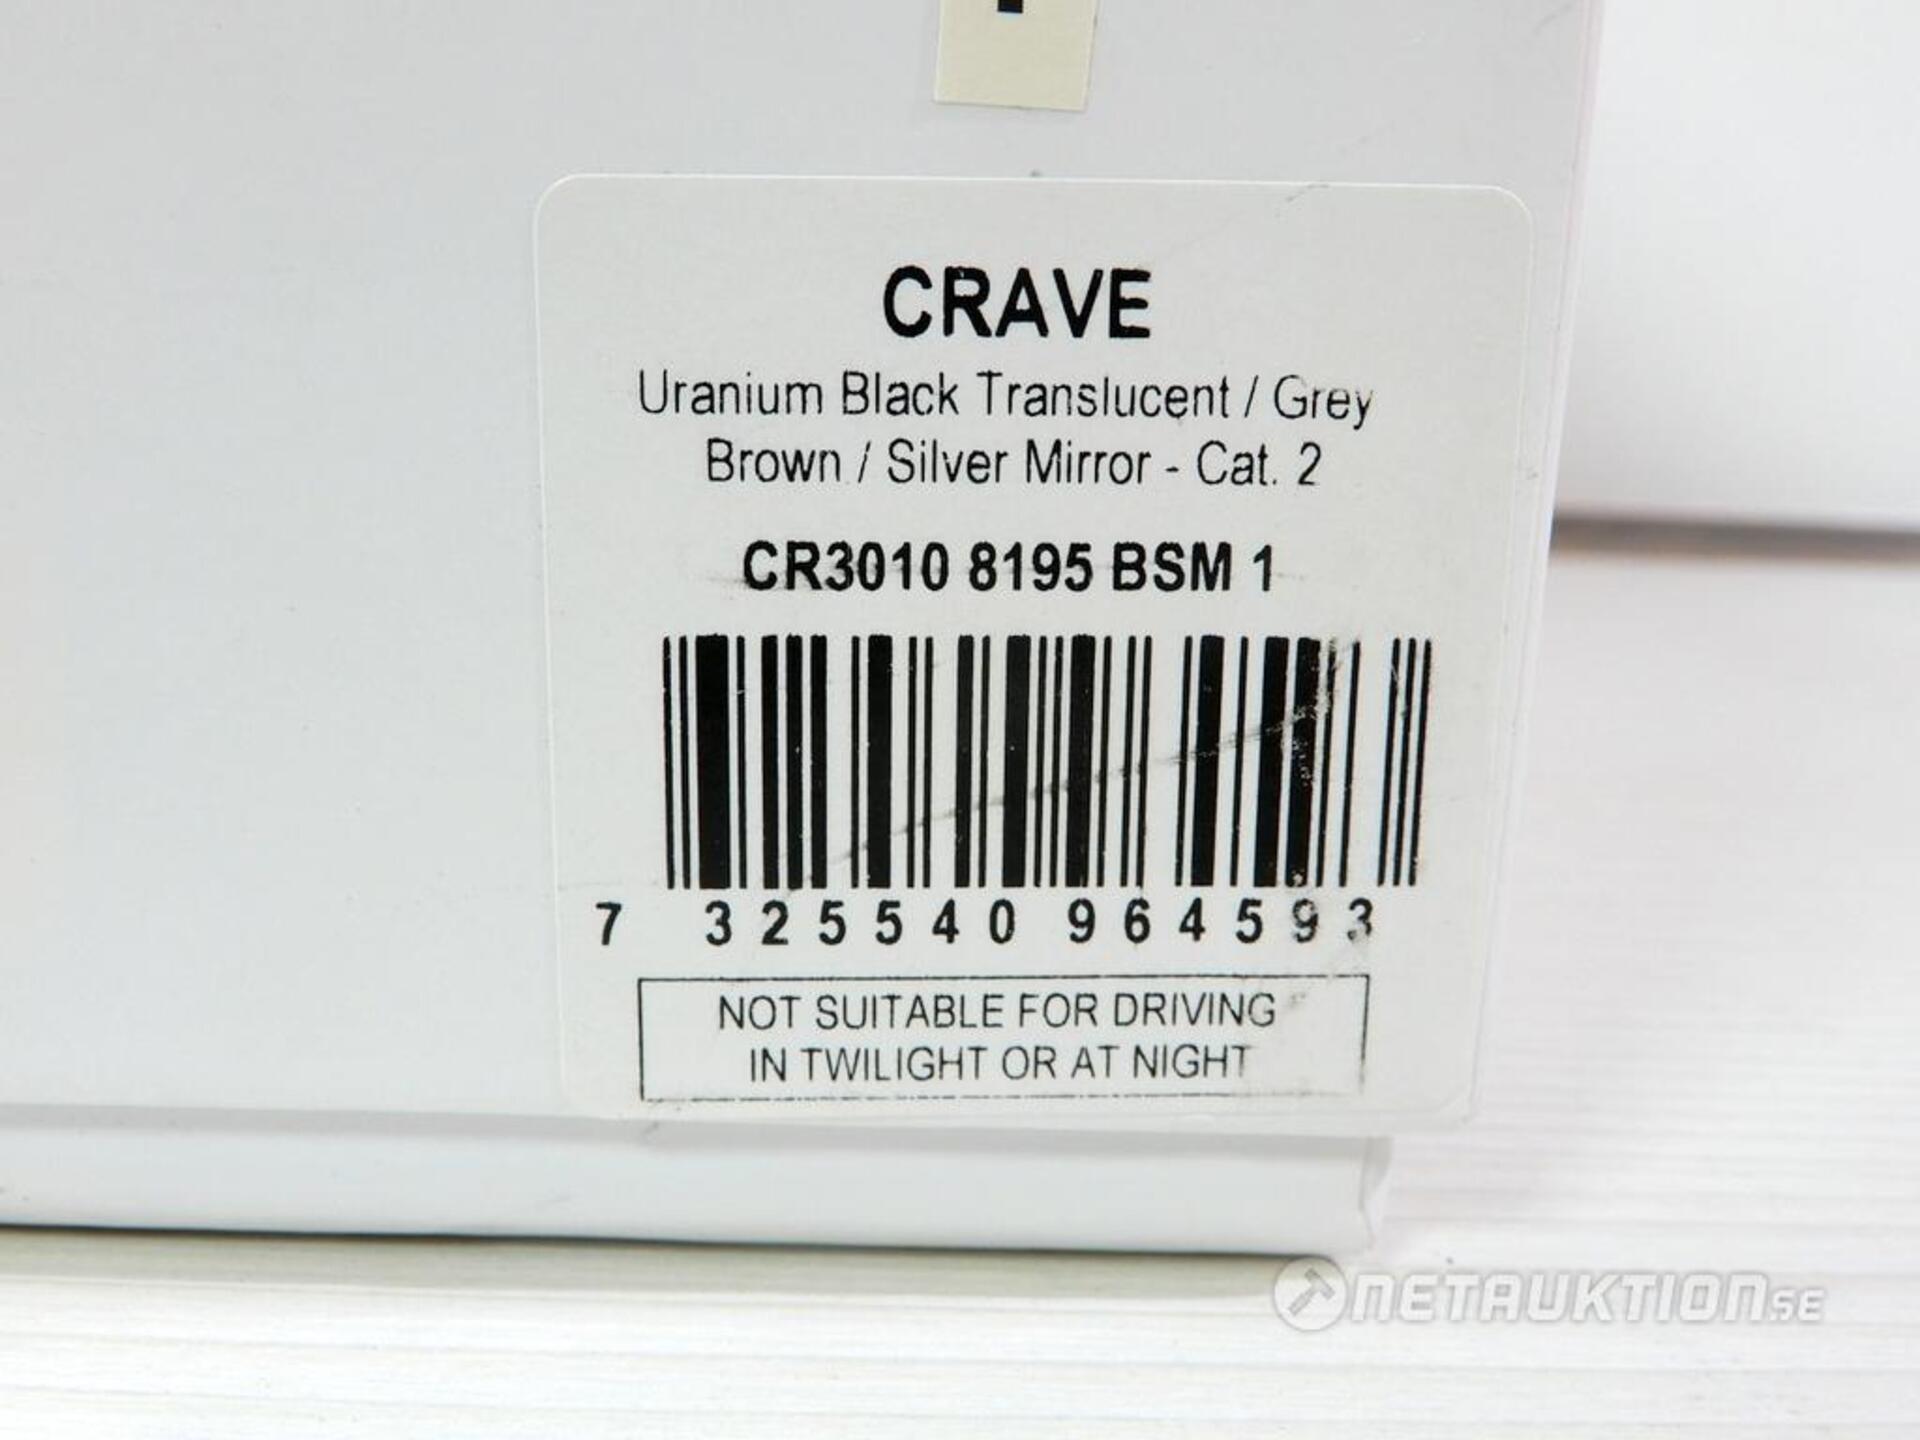 CRAVE
Uranium Black Translucent / Grey
Brown / Silver Mirror - Cat. 2
CR3010 8195 BSM 1
7 325540 964593
NOT SUITABLE FOR DRIVING
IN TWILIGHT OR AT NIGHT
NETAUKTION.SE